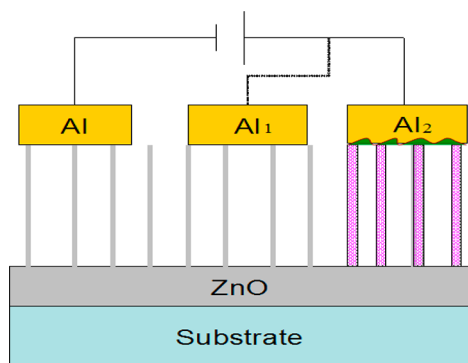 Al
Al₁
Al₂
ZnO
Substrate